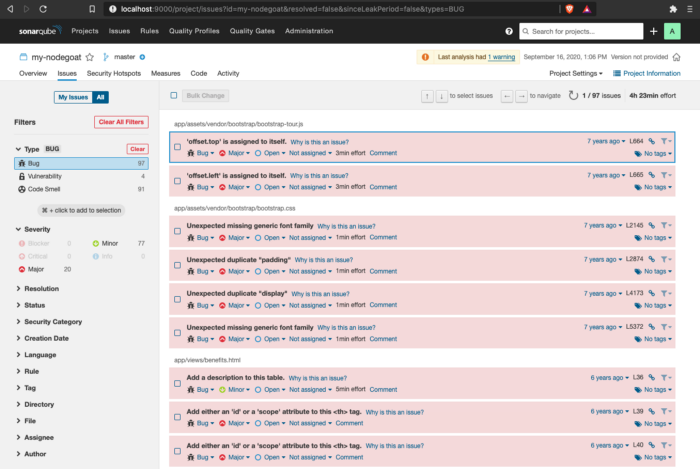 localhost:9000/project/issues?id=my-nodegoat&resolved=false&sinceLeakPeriod=false&types=BUG
sonarqube Projects Issues Rules Quality Profiles Quality Gates Administration Search for projects... A
my-nodegoat master Last analysis had 1 warning September 16, 2020, 1:06 PM Version not provided
Overview Issues Security Hotspots Measures Code Activity Project Settings Project Information
My Issues All
Bulk Change to select issues to navigate 1 / 97 issues 4h 23min effort
Filters Clear All Filters
Type BUG Clear
Bug 97
Vulnerability 4
Code Smell 91
⌘ + click to add to selection
Severity
Blocker 0 Minor 77
Critical 0 Info 0
Major 20
Resolution
Status
Security Category
Creation Date
Language
Rule
Tag
Directory
File
Assignee
Author
app/assets/vendor/bootstrap/bootstrap-tour.js
'offset.top' is assigned to itself. Why is this an issue? 7 years ago L664
Bug Major Open Not assigned 3min effort Comment No tags
'offset.left' is assigned to itself. Why is this an issue? 7 years ago L665
Bug Major Open Not assigned 3min effort Comment No tags
app/assets/vendor/bootstrap/bootstrap.css
Unexpected missing generic font family Why is this an issue? 7 years ago L2145
Bug Major Open Not assigned 1min effort Comment No tags
Unexpected duplicate "padding" Why is this an issue? 7 years ago L2874
Bug Major Open Not assigned 1min effort Comment No tags
Unexpected duplicate "display" Why is this an issue? 7 years ago L4173
Bug Major Open Not assigned 1min effort Comment No tags
Unexpected missing generic font family Why is this an issue? 7 years ago L5372
Bug Major Open Not assigned 1min effort Comment No tags
app/views/benefits.html
Add a description to this table. Why is this an issue? 6 years ago L36
Bug Minor Open Not assigned 5min effort Comment No tags
Add either an 'id' or a 'scope' attribute to this <th> tag. Why is this an issue? 6 years ago L39
Bug Major Open Not assigned Comment No tags
Add either an 'id' or a 'scope' attribute to this <th> tag. Why is this an issue? 6 years ago L40
Bug Major Open Not assigned Comment No tags